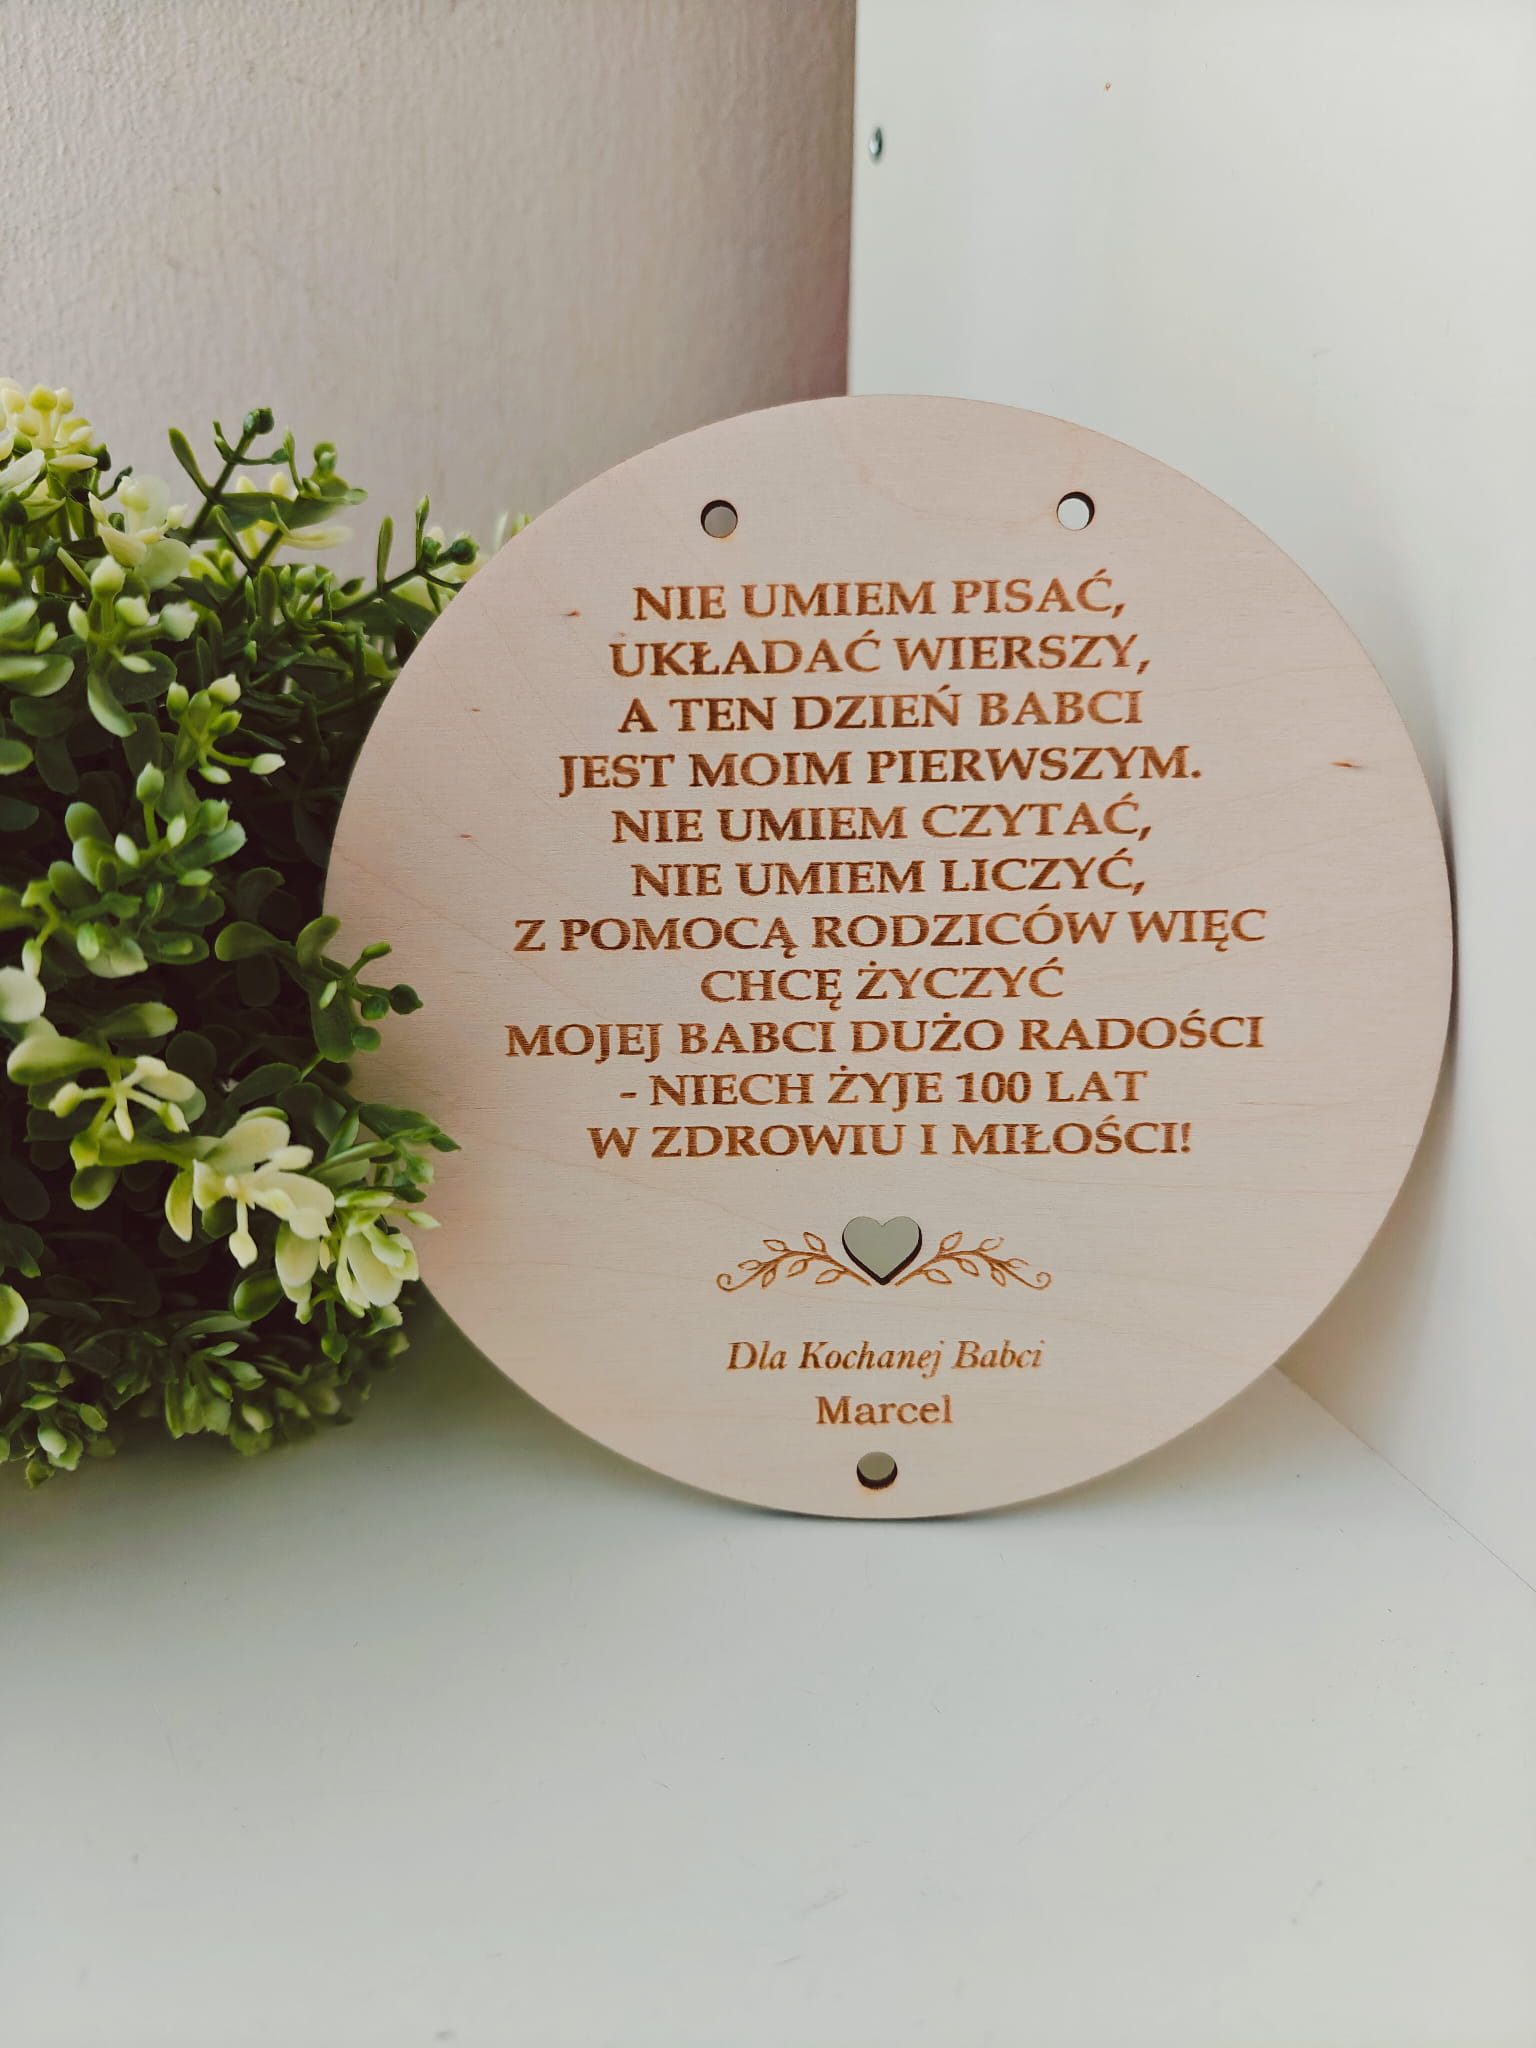 NIE UMIEM PISAĆ,
UKŁADAĆ WIERSZY,
A TEN DZIEŃ BABCI
JEST MOIM PIERWSZYM.
NIE UMIEM CZYTAĆ,
NIE UMIEM LICZYĆ,
Z POMOCĄ RODZICÓW WIĘC
CHCĘ ŻYCZYĆ
MOJEJ BABCI DUŻO RADOŚCI
- NIECH ŻYJE 100 LAT
W ZDROWIU I MIŁOŚCI!
Dla Kochanej Babci
Marcel